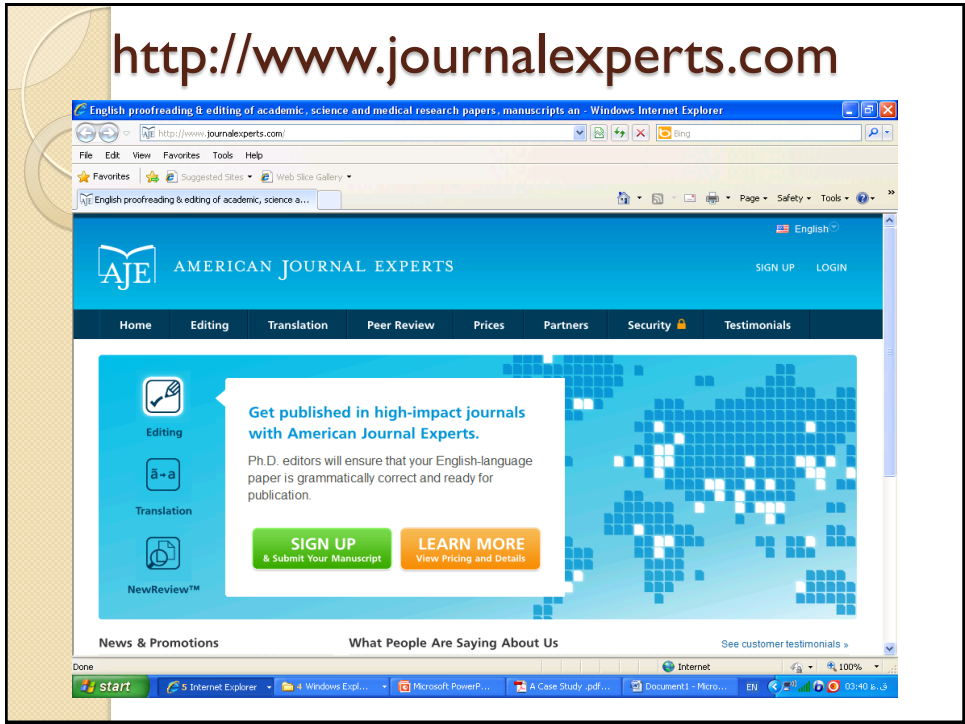 http://www.journalexperts.com
English proofreading & editing of academic, science and medical research papers, manuscripts an - Windows Internet Explorer
http://www.journalexperts.com/
Bing
File Edit View Favorites Tools Help
Favorites Suggested Sites Web Slice Gallery
English proofreading & editing of academic, science a...
Page Safety Tools »
English
AJE AMERICAN JOURNAL EXPERTS
SIGN UP LOGIN
Home Editing Translation Peer Review Prices Partners Security Testimonials
Editing
ã→a
Translation
NewReview™
Get published in high-impact journals
with American Journal Experts.
Ph.D. editors will ensure that your English-language
paper is grammatically correct and ready for
publication.
SIGN UP
& Submit Your Manuscript
LEARN MORE
View Pricing and Details
News & Promotions What People Are Saying About Us See customer testimonials »
Done Internet 100%
start 5 Internet Explorer 4 Windows Expl... Microsoft PowerP... A Case Study .pdf... Document1 - Micro... EN 03:40